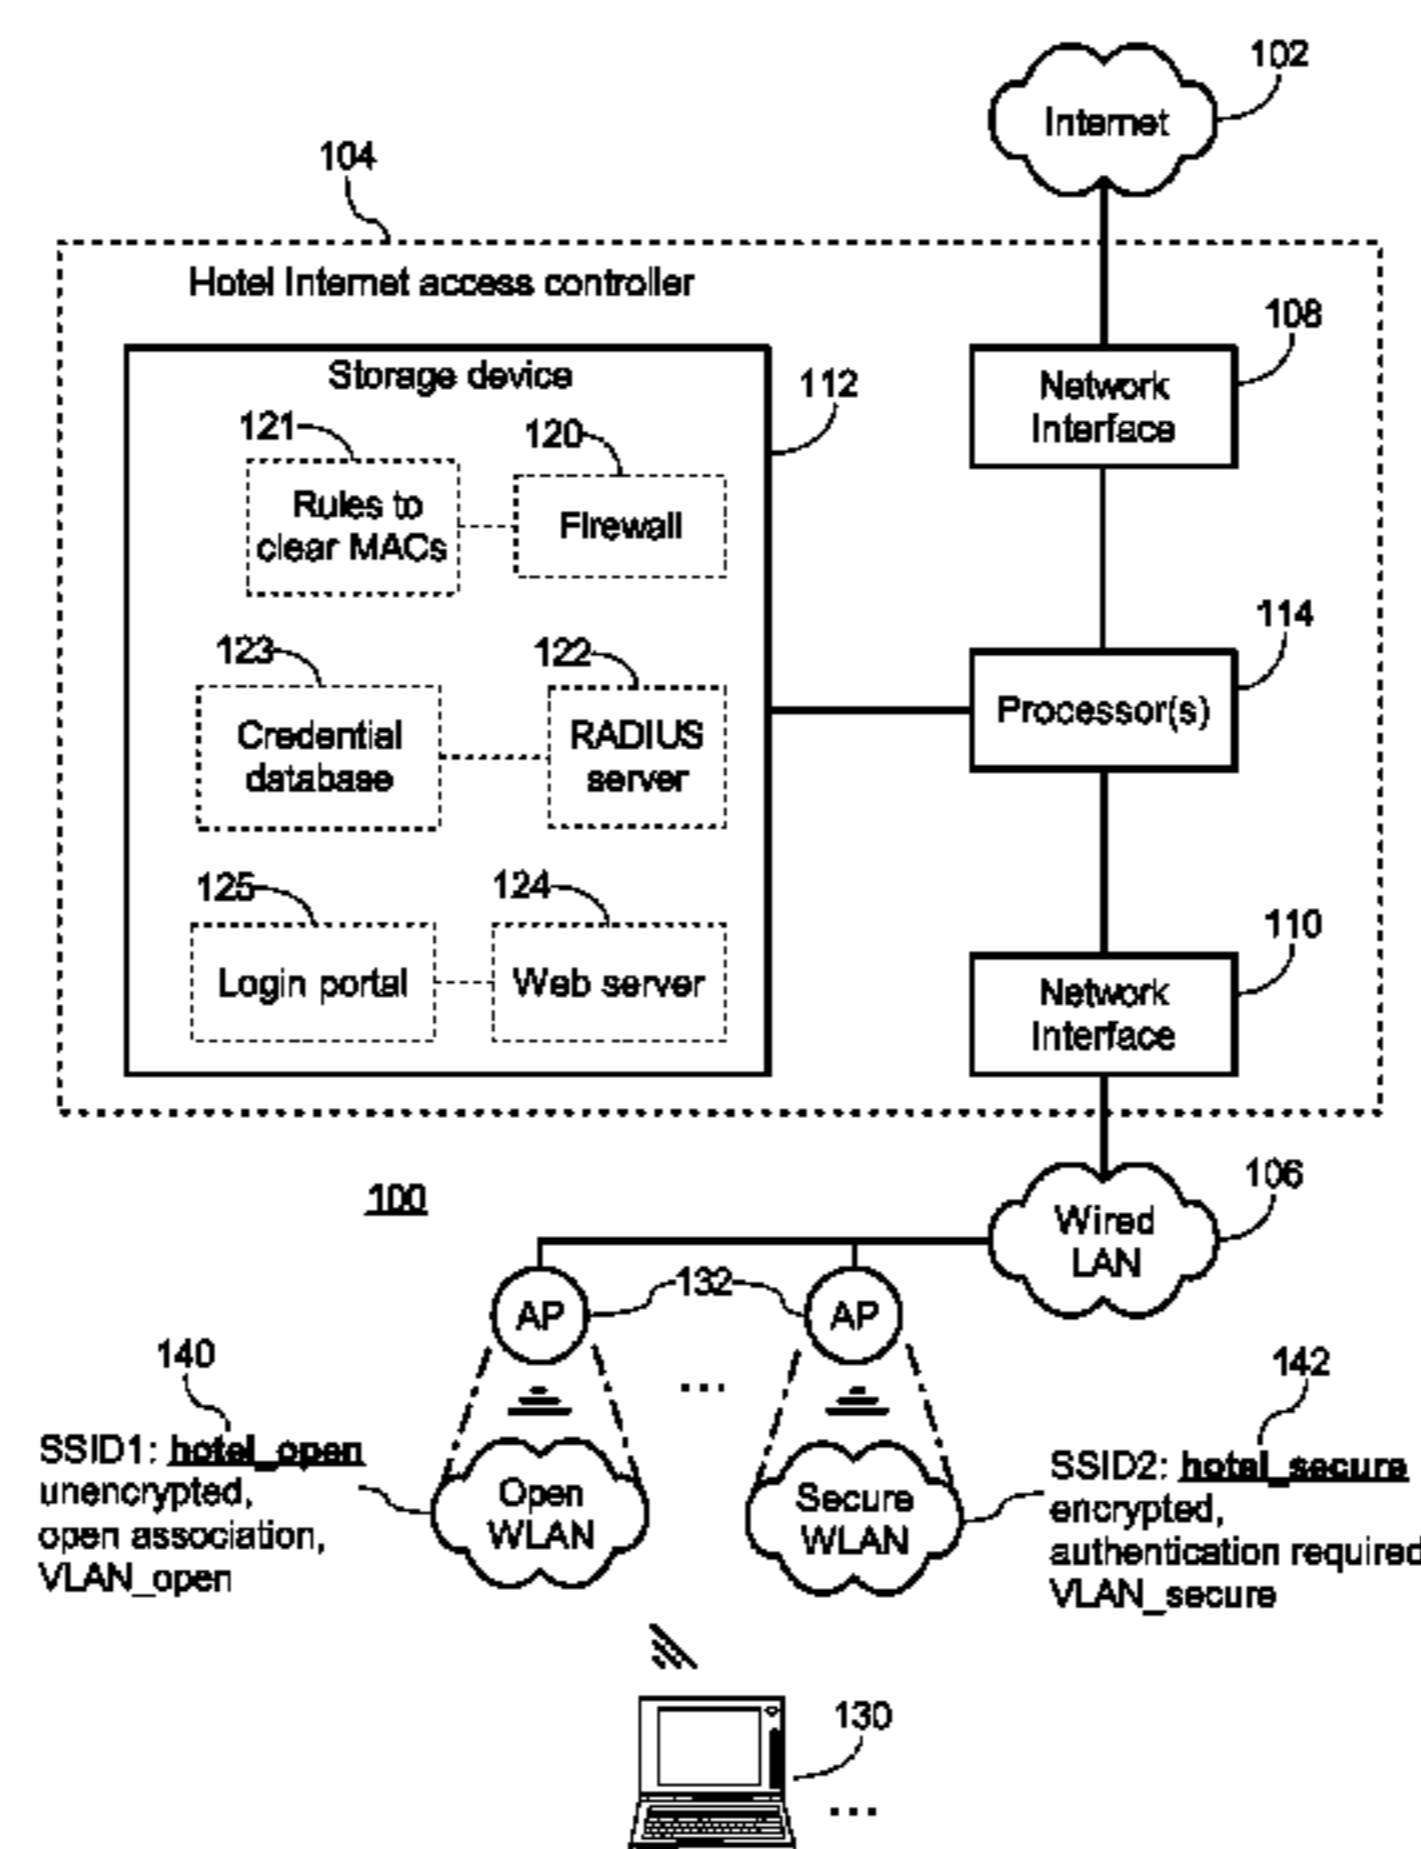 102
Internet
104
Hotel Internet access controller
108
Network
Interface
Storage device
112
121
120
Rules to
clear MACs
Firewall
114
123
122
Processor(s)
Credential
database
RADIUS
server
125
124
110
Login portal
Web server
Network
Interface
100
106
Wired
LAN
132
AP
AP
140
...
142
SSID1: hotel_open
unencrypted,
open association,
VLAN_open
Open
WLAN
Secure
WLAN
SSID2: hotel_secure
encrypted,
authentication required
VLAN_secure
130
...